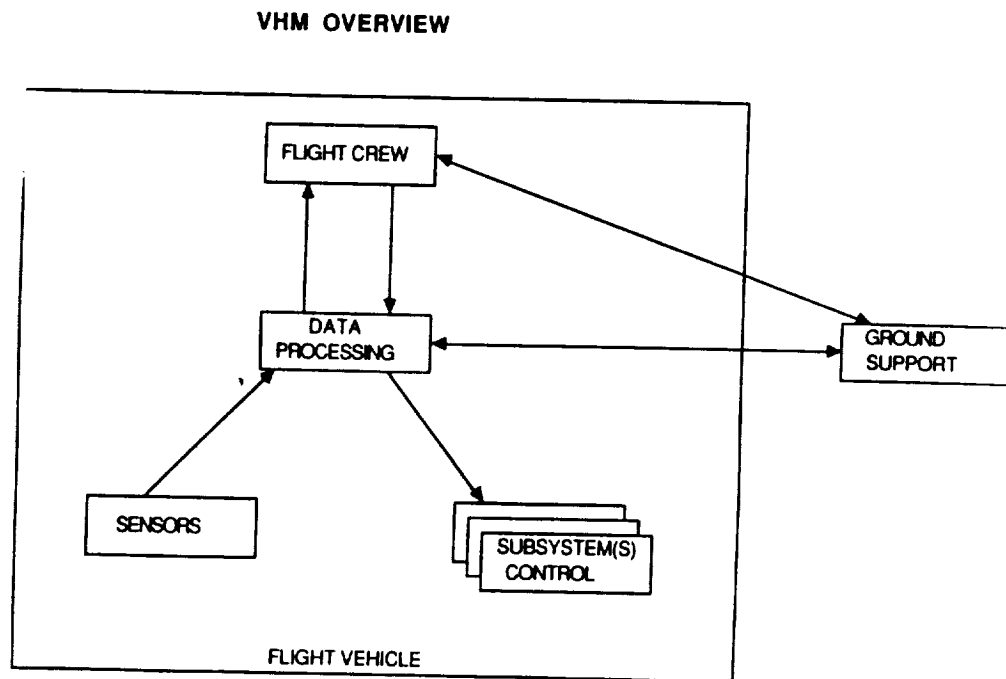 VHM OVERVIEW
FLIGHT CREW
DATA
PROCESSING
GROUND
SUPPORT
SENSORS
SUBSYSTEM(S)
CONTROL
FLIGHT VEHICLE